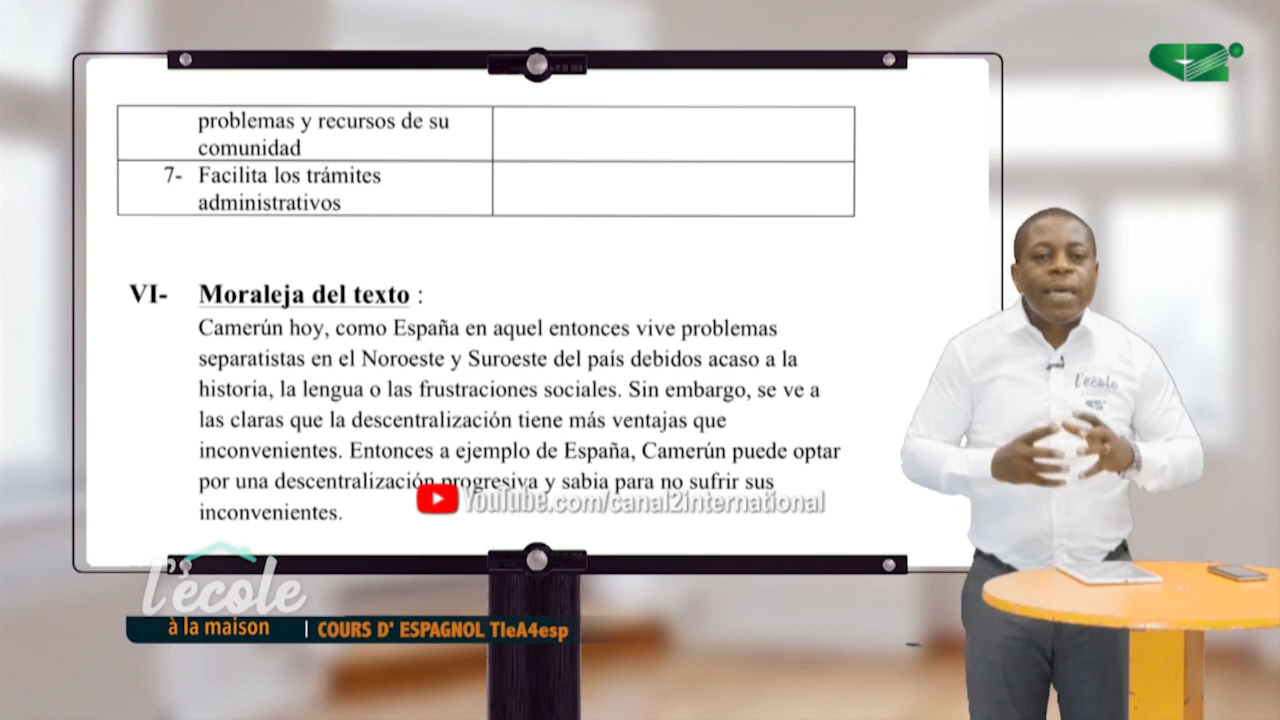 problemas y recursos de su
comunidad
7- Facilita los trámites
administrativos
VI- Moraleja del texto :
Camerún hoy, como España en aquel entonces vive problemas
separatistas en el Noroeste y Suroeste del país debidos acaso a la
historia, la lengua o las frustraciones sociales. Sin embargo, se ve a
las claras que la descentralización tiene más ventajas que
inconvenientes. Entonces a ejemplo de España, Camerún puede optar
por una descentralización progresiva y sabia para no sufrir sus
inconvenientes.
YouTube.com/canal2international
l'école
à la maison | COURS D' ESPAGNOL TleA4esp
l'école